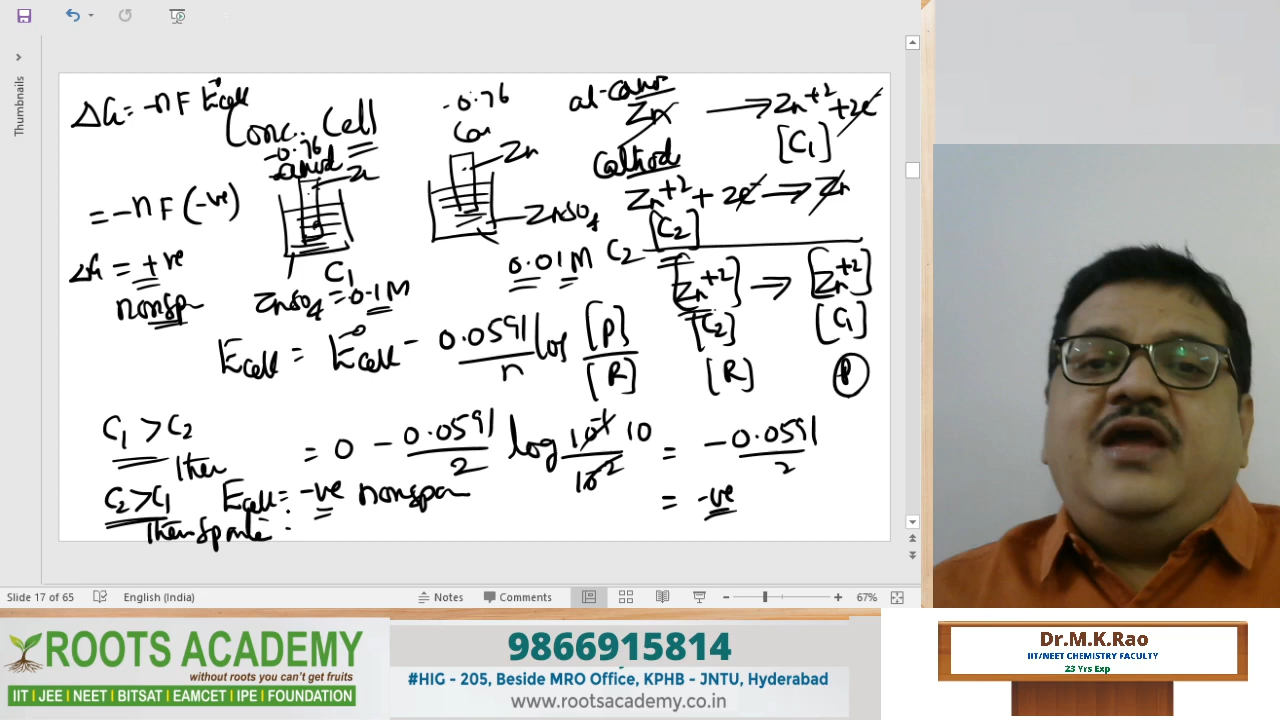 Thumbnails
ΔG = -nF E°cell
Conc. Cell
-0.76
Zn
= -nF(-ve)
ΔG = +ve
nonspn
C1
ZnSO4 = 0.1M
-0.76
Zn
ZnSO4
0.01M C2
Zn → Zn+2 + 2e-
[C1]
Cathode
Zn+2 + 2e- → Zn
[C2]
[Zn+2] → [Zn+2]
[C2] [C1]
[R] P
Ecell = E°cell - 0.0591/n log [P]/[R]
C1 > C2
then
= 0 - 0.0591/2 log 10-1/10-2 10 = -0.0591/2
C2 > C1 Ecell = -ve nonspon = -ve
then sponte
Slide 17 of 65
English (India)
Notes
Comments
67%
ROOTS ACADEMY
without roots you can't get fruits
IIT I JEE I NEET I BITSAT I EAMCET I IPE I FOUNDATION
9866915814
#HIG - 205, Beside MRO Office, KPHB - JNTU, Hyderabad
www.rootsacademy.co.in
Dr.M.K.Rao
IIT/NEET CHEMISTRY FACULTY
23 Yrs Exp